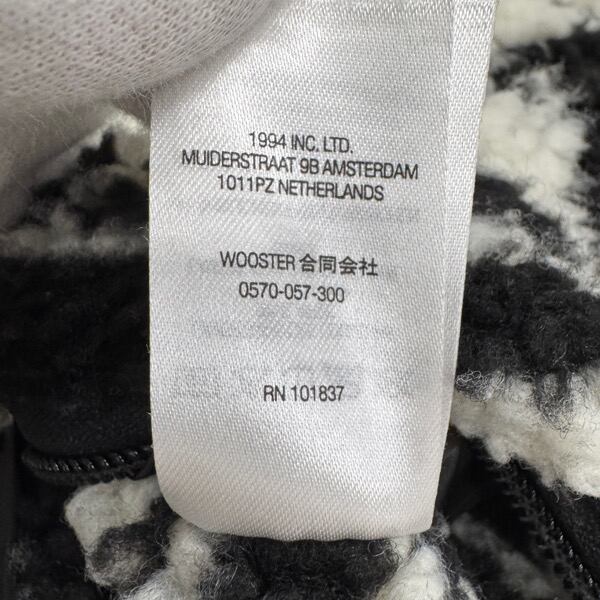 1994 INC. LTD.
MUIDERSTRAAT 9B AMSTERDAM
1011PZ NETHERLANDS
WOOSTER 合同会社
0570-057-300
RN 101837